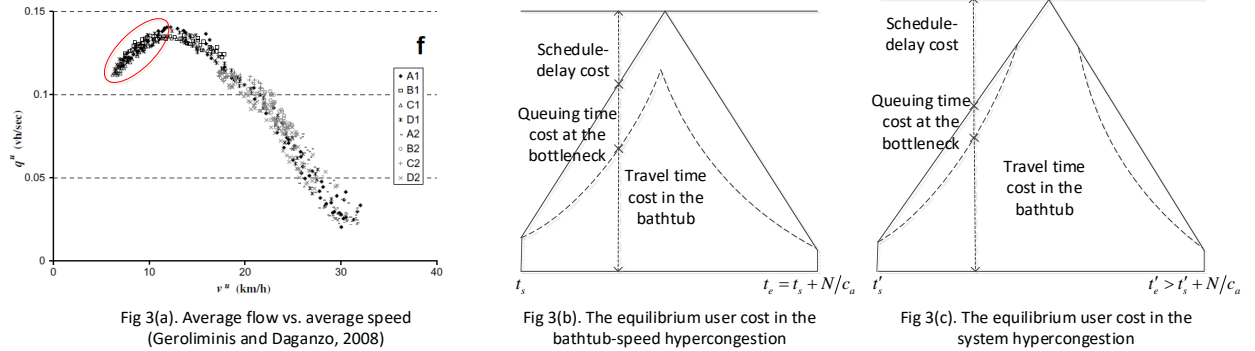 0.15
0.1
0.05
0
q^u (vh/sec)
0
10
20
30
40
v^u (km/h)
f
A1
B1
C1
D1
A2
B2
C2
D2
Fig 3(a). Average flow vs. average speed
(Geroliminis and Daganzo, 2008)
Schedule-
delay cost
Queuing time
cost at the
bottleneck
Travel time
cost in the
bathtub
t_s
t_e = t_s + N/c_a
Fig 3(b). The equilibrium user cost in the
bathtub-speed hypercongestion
Schedule-
delay cost
Queuing time
cost at the
bottleneck
Travel time
cost in the
bathtub
t'_s
t'_e > t'_s + N/c_a
Fig 3(c). The equilibrium user cost in the
system hypercongestion